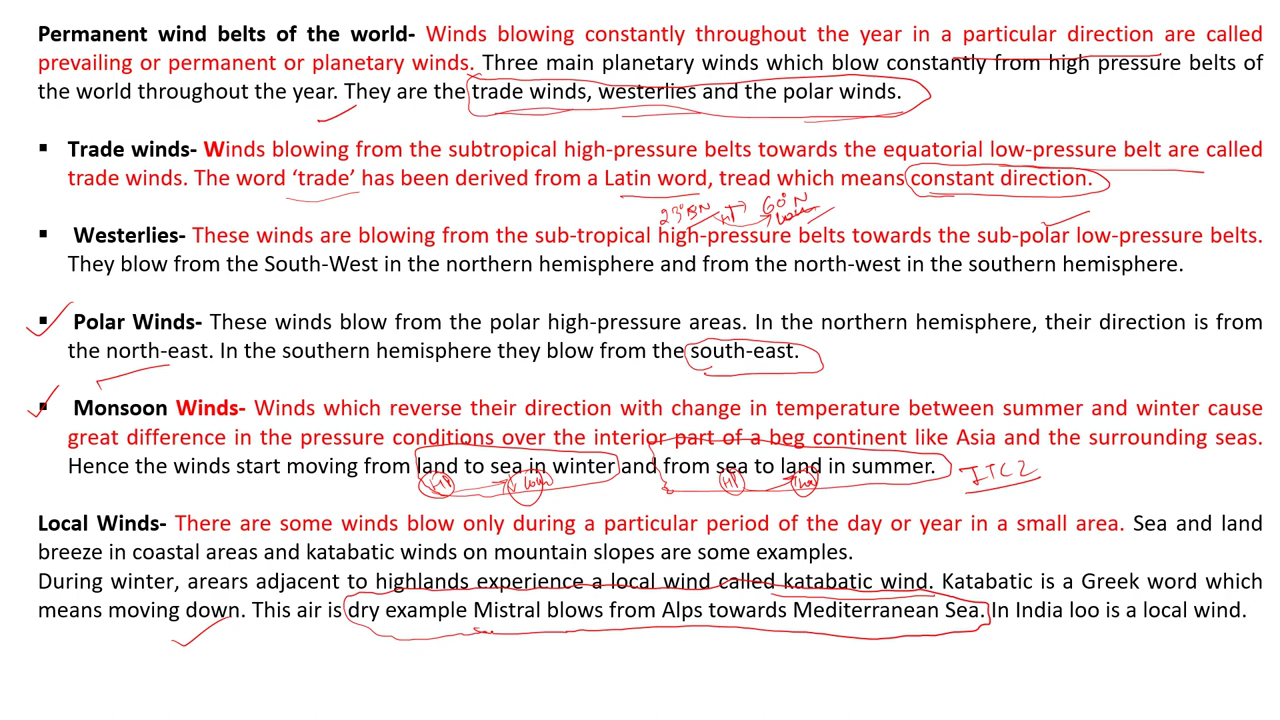 Permanent wind belts of the world- Winds blowing constantly throughout the year in a particular direction are called
prevailing or permanent or planetary winds. Three main planetary winds which blow constantly from high pressure belts of
the world throughout the year. They are the trade winds, westerlies and the polar winds.
▪ Trade winds- Winds blowing from the subtropical high-pressure belts towards the equatorial low-pressure belt are called
trade winds. The word ‘trade’ has been derived from a Latin word, tread which means constant direction.
60°N
▪ Westerlies- These winds are blowing from the sub-tropical high-pressure belts towards the sub-polar low-pressure belts.
They blow from the South-West in the northern hemisphere and from the north-west in the southern hemisphere.
▪ Polar Winds- These winds blow from the polar high-pressure areas. In the northern hemisphere, their direction is from
the north-east. In the southern hemisphere they blow from the south-east.
▪ Monsoon Winds- Winds which reverse their direction with change in temperature between summer and winter cause
great difference in the pressure conditions over the interior part of a beg continent like Asia and the surrounding seas.
Hence the winds start moving from land to sea in winter and from sea to land in summer. ITCZ
HP Low HP
Local Winds- There are some winds blow only during a particular period of the day or year in a small area. Sea and land
breeze in coastal areas and katabatic winds on mountain slopes are some examples.
During winter, arears adjacent to highlands experience a local wind called katabatic wind. Katabatic is a Greek word which
means moving down. This air is dry example Mistral blows from Alps towards Mediterranean Sea. In India loo is a local wind.